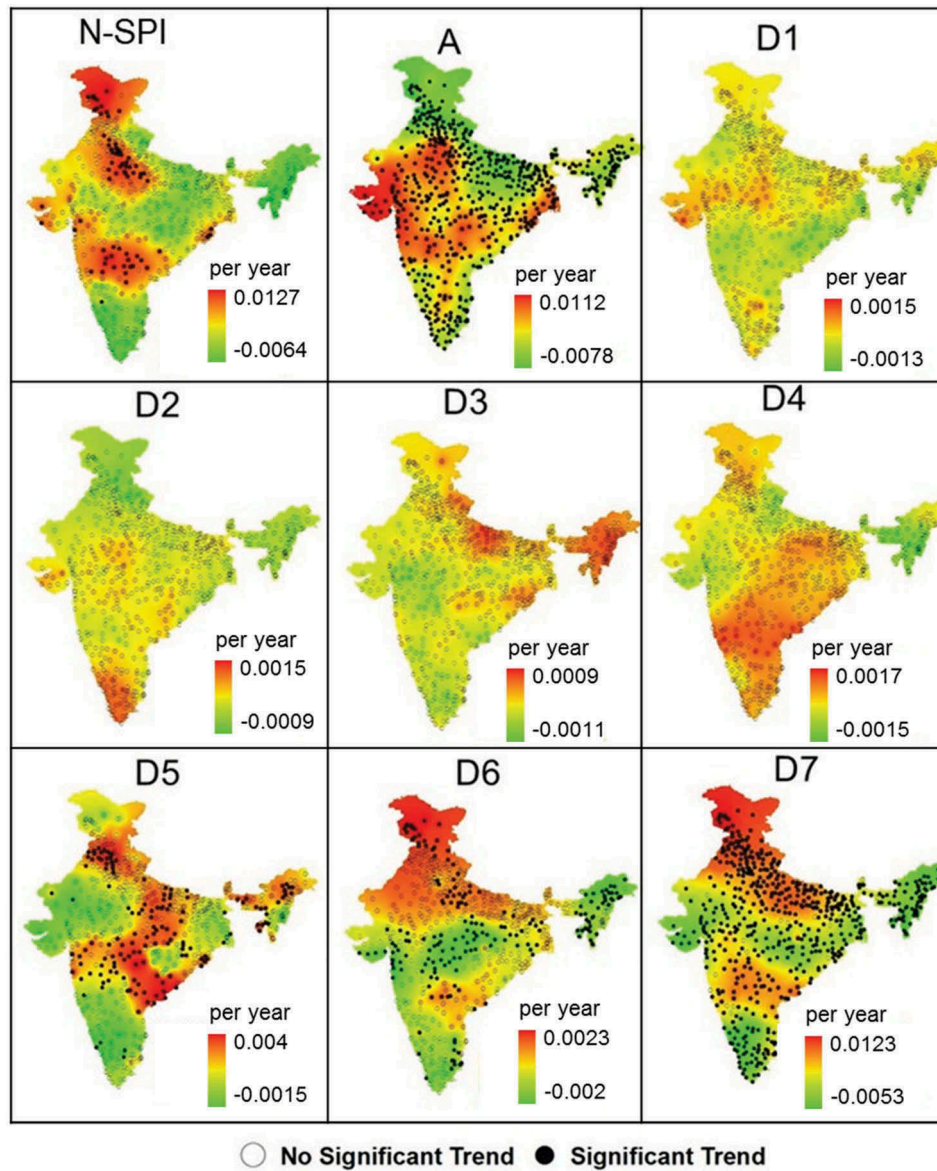 N-SPI
per year
0.0127
-0.0064
A
per year
0.0112
-0.0078
D1
per year
0.0015
-0.0013
D2
per year
0.0015
-0.0009
D3
per year
0.0009
-0.0011
D4
per year
0.0017
-0.0015
D5
per year
0.004
-0.0015
D6
per year
0.0023
-0.002
D7
per year
0.0123
-0.0053
No Significant Trend Significant Trend